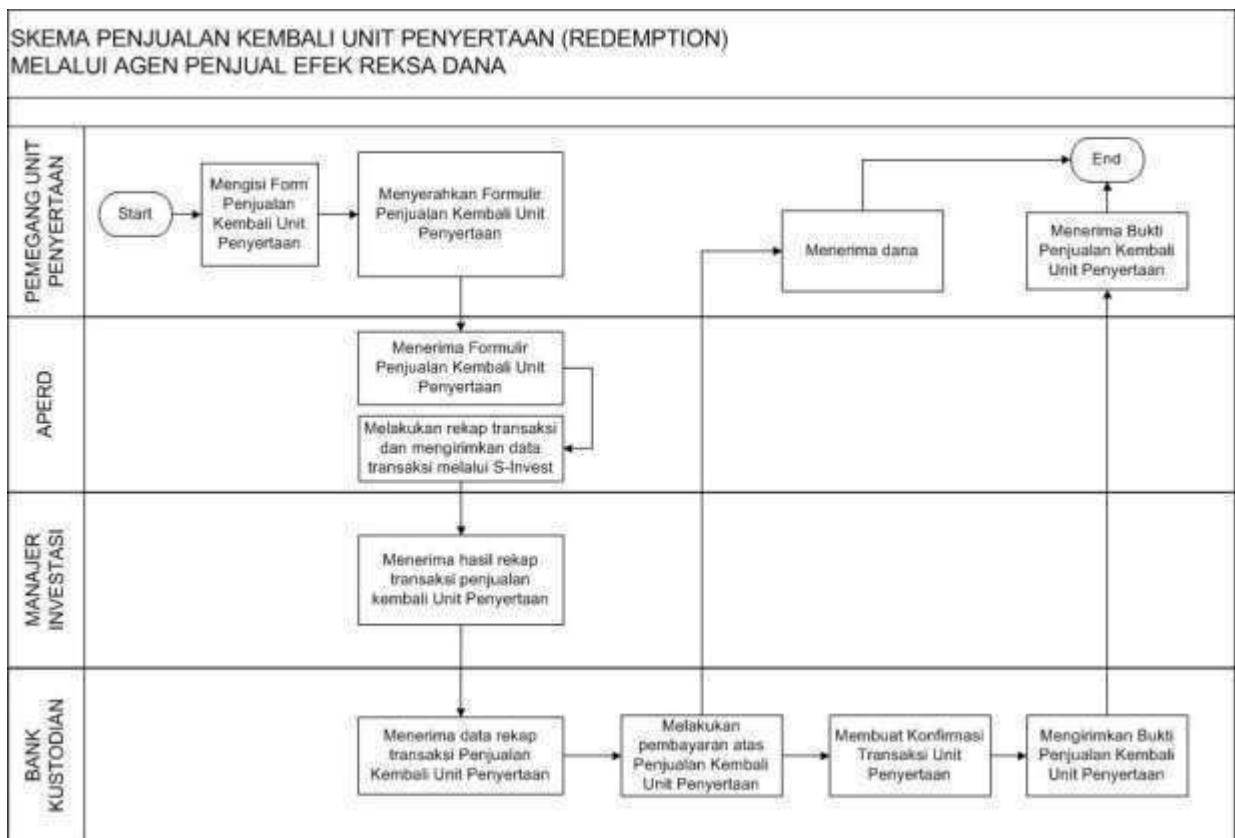 SKEMA PENJUALAN KEMBALI UNIT PENYERTAAN (REDEMPTION)
MELALUI AGEN PENJUAL EFEK REKSA DANA
PEMEGANG UNIT
PENYERTAAN
Start
Mengisi Form
Penjualan
Kembali Unit
Penyertaan
Menyerahkan Formulir
Penjualan Kembali Unit
Penyertaan
Menerima dana
End
Menerima Bukti
Penjualan Kembali
Unit Penyertaan
APERD
Menerima Formulir
Penjualan Kembali Unit
Penyertaan
Melakukan rekap transaksi
dan mengirimkan data
transaksi melalui S-Invest
MANAJER
INVESTASI
Menerima hasil rekap
transaksi penjualan
kembali Unit Penyertaan
BANK
KUSTODIAN
Menerima data rekap
transaksi Penjualan
Kembali Unit Penyertaan
Melakukan
pembayaran atas
Penjualan Kembali
Unit Penyertaan
Membuat Konfirmasi
Transaksi Unit
Penyertaan
Mengirimkan Bukti
Penjualan Kembali
Unit Penyertaan